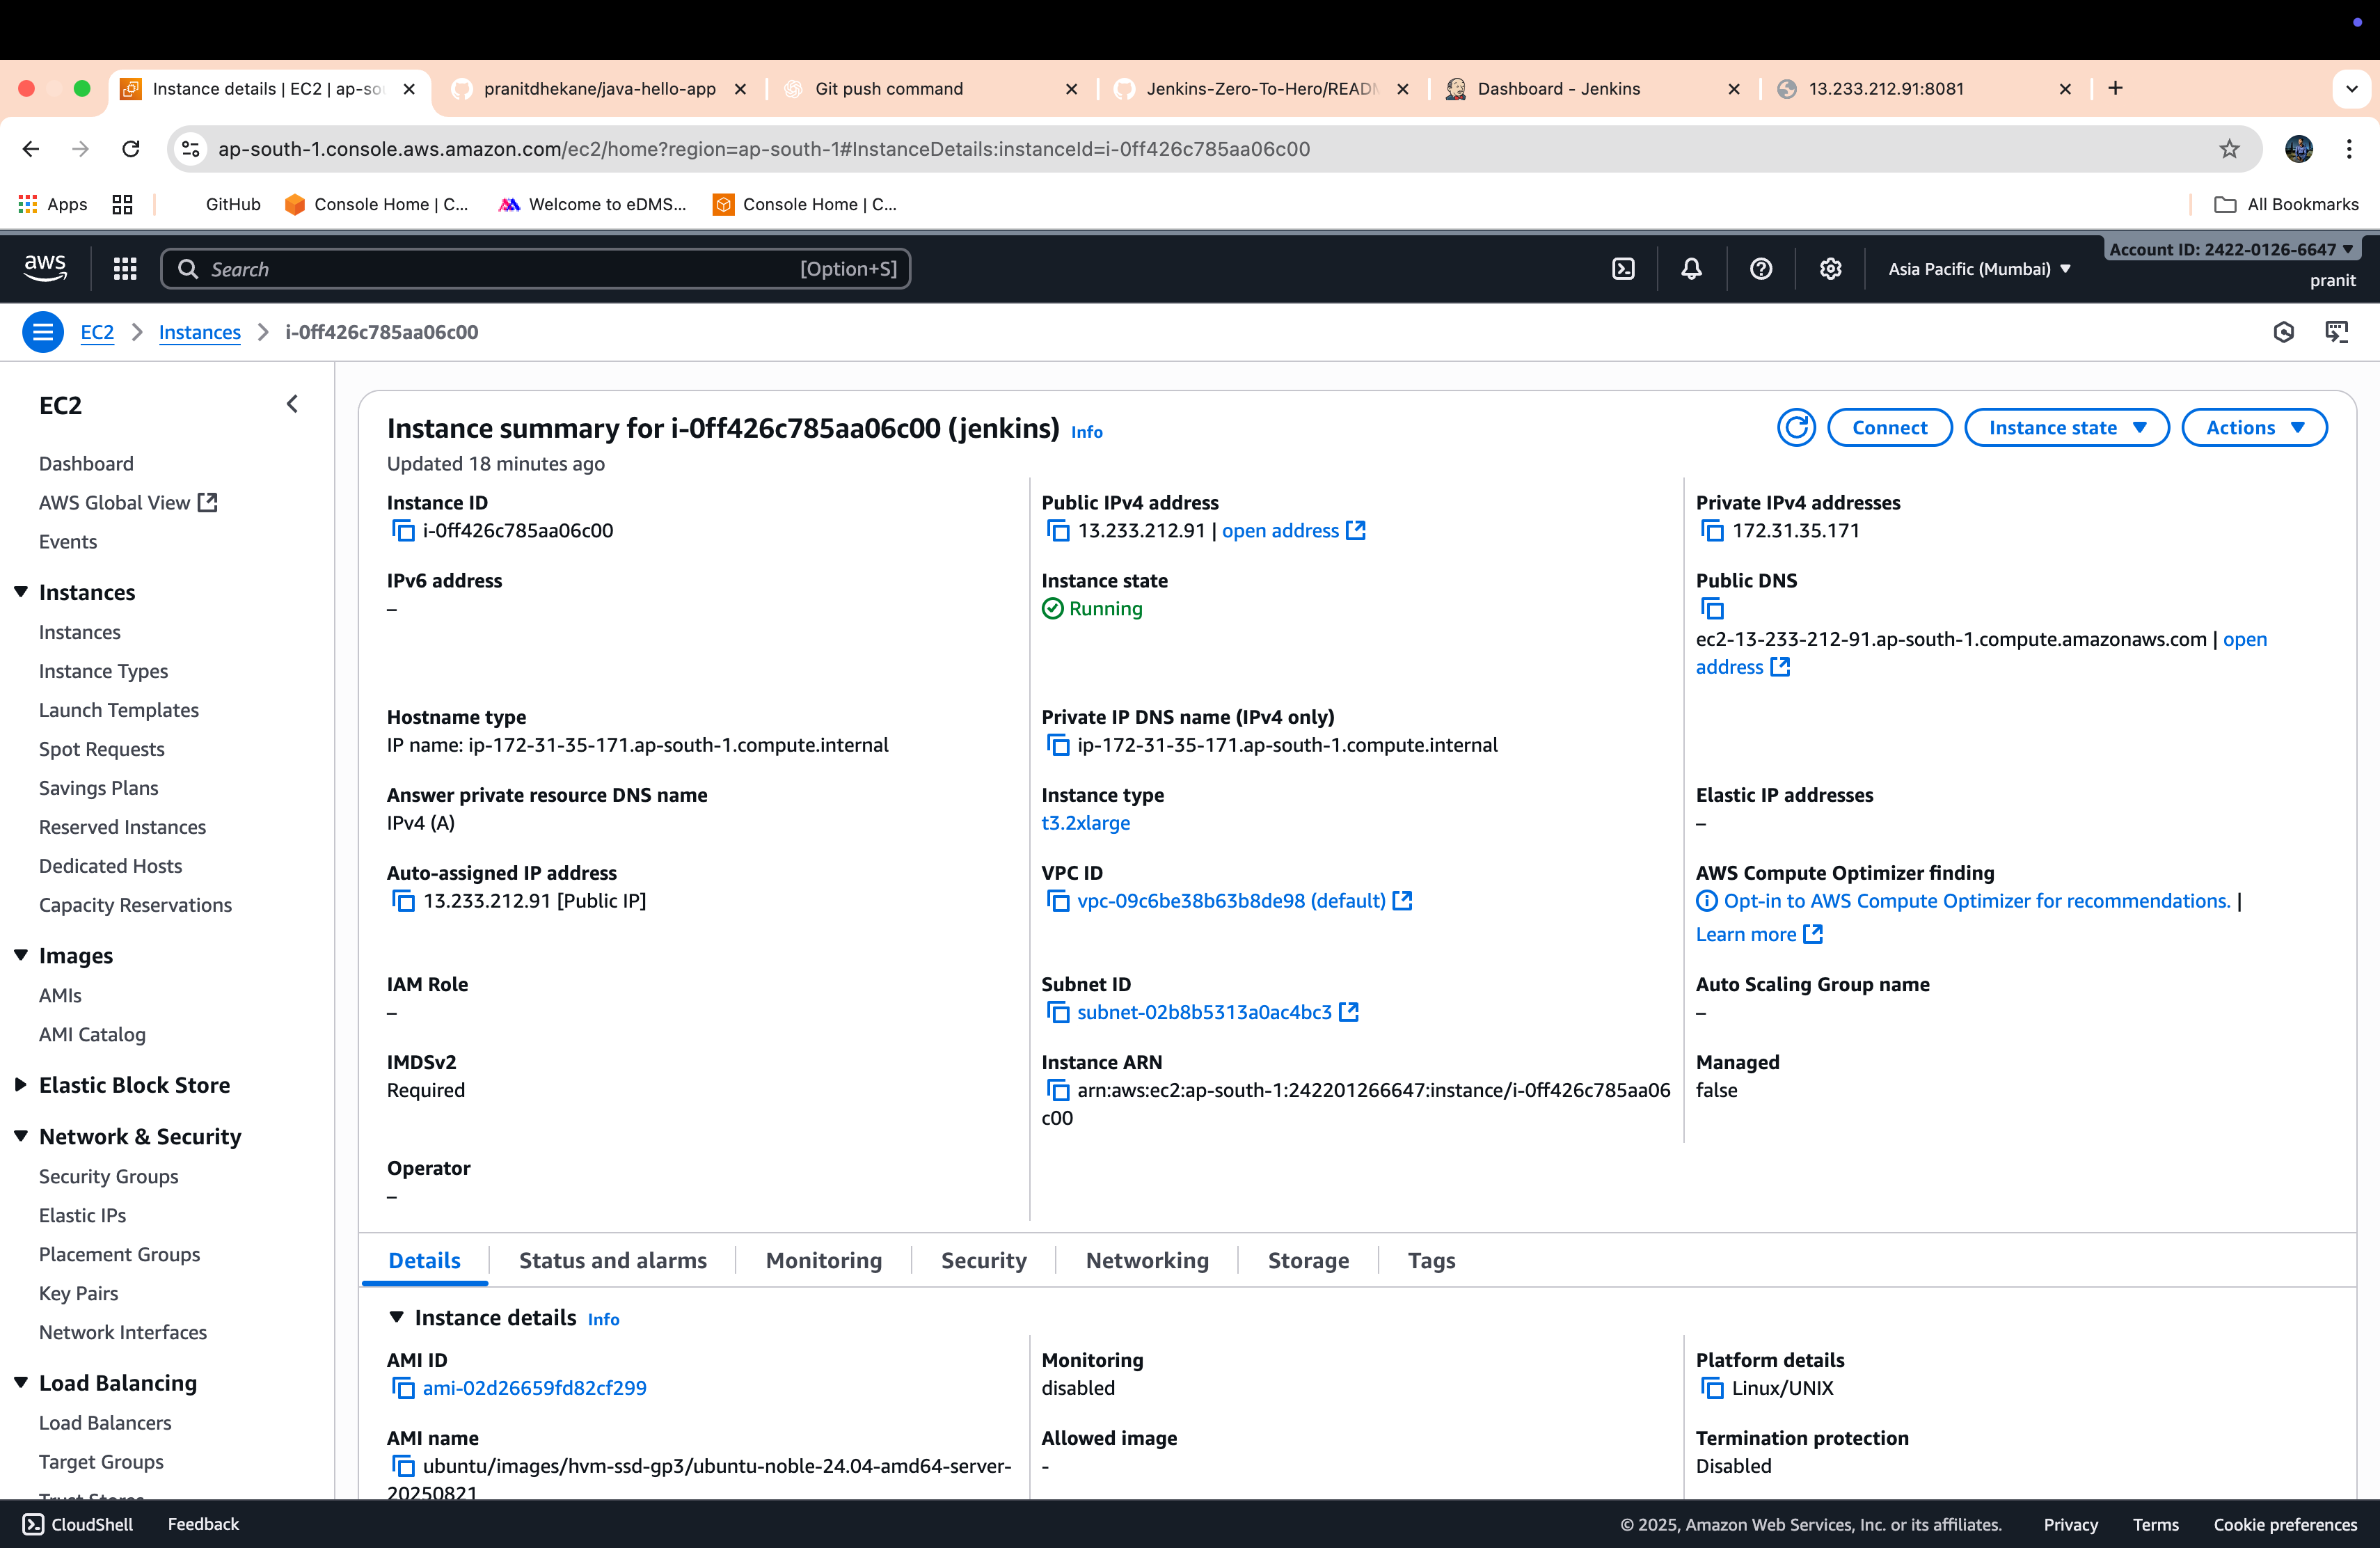 Instance details | EC2 | ap-so
pranitdhekane/java-hello-app
Git push command
Jenkins-Zero-To-Hero/READM
Dashboard - Jenkins
13.233.212.91:8081
ap-south-1.console.aws.amazon.com/ec2/home?region=ap-south-1#InstanceDetails:instanceId=i-0ff426c785aa06c00
Apps
GitHub
Console Home | C...
Welcome to eDMS...
Console Home | C...
All Bookmarks
aws
Search
[Option+S]
Asia Pacific (Mumbai)
Account ID: 2422-0126-6647
pranit
EC2
Instances
i-0ff426c785aa06c00
EC2
Dashboard
AWS Global View
Events
Instances
Instances
Instance Types
Launch Templates
Spot Requests
Savings Plans
Reserved Instances
Dedicated Hosts
Capacity Reservations
Images
AMIs
AMI Catalog
Elastic Block Store
Network & Security
Security Groups
Elastic IPs
Placement Groups
Key Pairs
Network Interfaces
Load Balancing
Load Balancers
Target Groups
Trust Stores
Instance summary for i-0ff426c785aa06c00 (jenkins) Info
Updated 18 minutes ago
Connect
Instance state
Actions
Instance ID
i-0ff426c785aa06c00
Public IPv4 address
13.233.212.91 | open address
Private IPv4 addresses
172.31.35.171
IPv6 address
–
Instance state
Running
Public DNS
ec2-13-233-212-91.ap-south-1.compute.amazonaws.com | open
address
Hostname type
IP name: ip-172-31-35-171.ap-south-1.compute.internal
Private IP DNS name (IPv4 only)
ip-172-31-35-171.ap-south-1.compute.internal
Answer private resource DNS name
IPv4 (A)
Instance type
t3.2xlarge
Elastic IP addresses
–
Auto-assigned IP address
13.233.212.91 [Public IP]
VPC ID
vpc-09c6be38b63b8de98 (default)
AWS Compute Optimizer finding
Opt-in to AWS Compute Optimizer for recommendations. |
Learn more
IAM Role
–
Subnet ID
subnet-02b8b5313a0ac4bc3
Auto Scaling Group name
–
IMDSv2
Required
Instance ARN
arn:aws:ec2:ap-south-1:242201266647:instance/i-0ff426c785aa06
c00
Managed
false
Operator
–
Details
Status and alarms
Monitoring
Security
Networking
Storage
Tags
Instance details Info
AMI ID
ami-02d26659fd82cf299
Monitoring
disabled
Platform details
Linux/UNIX
AMI name
ubuntu/images/hvm-ssd-gp3/ubuntu-noble-24.04-amd64-server-
20250821
Allowed image
-
Termination protection
Disabled
CloudShell
Feedback
© 2025, Amazon Web Services, Inc. or its affiliates.
Privacy
Terms
Cookie preferences